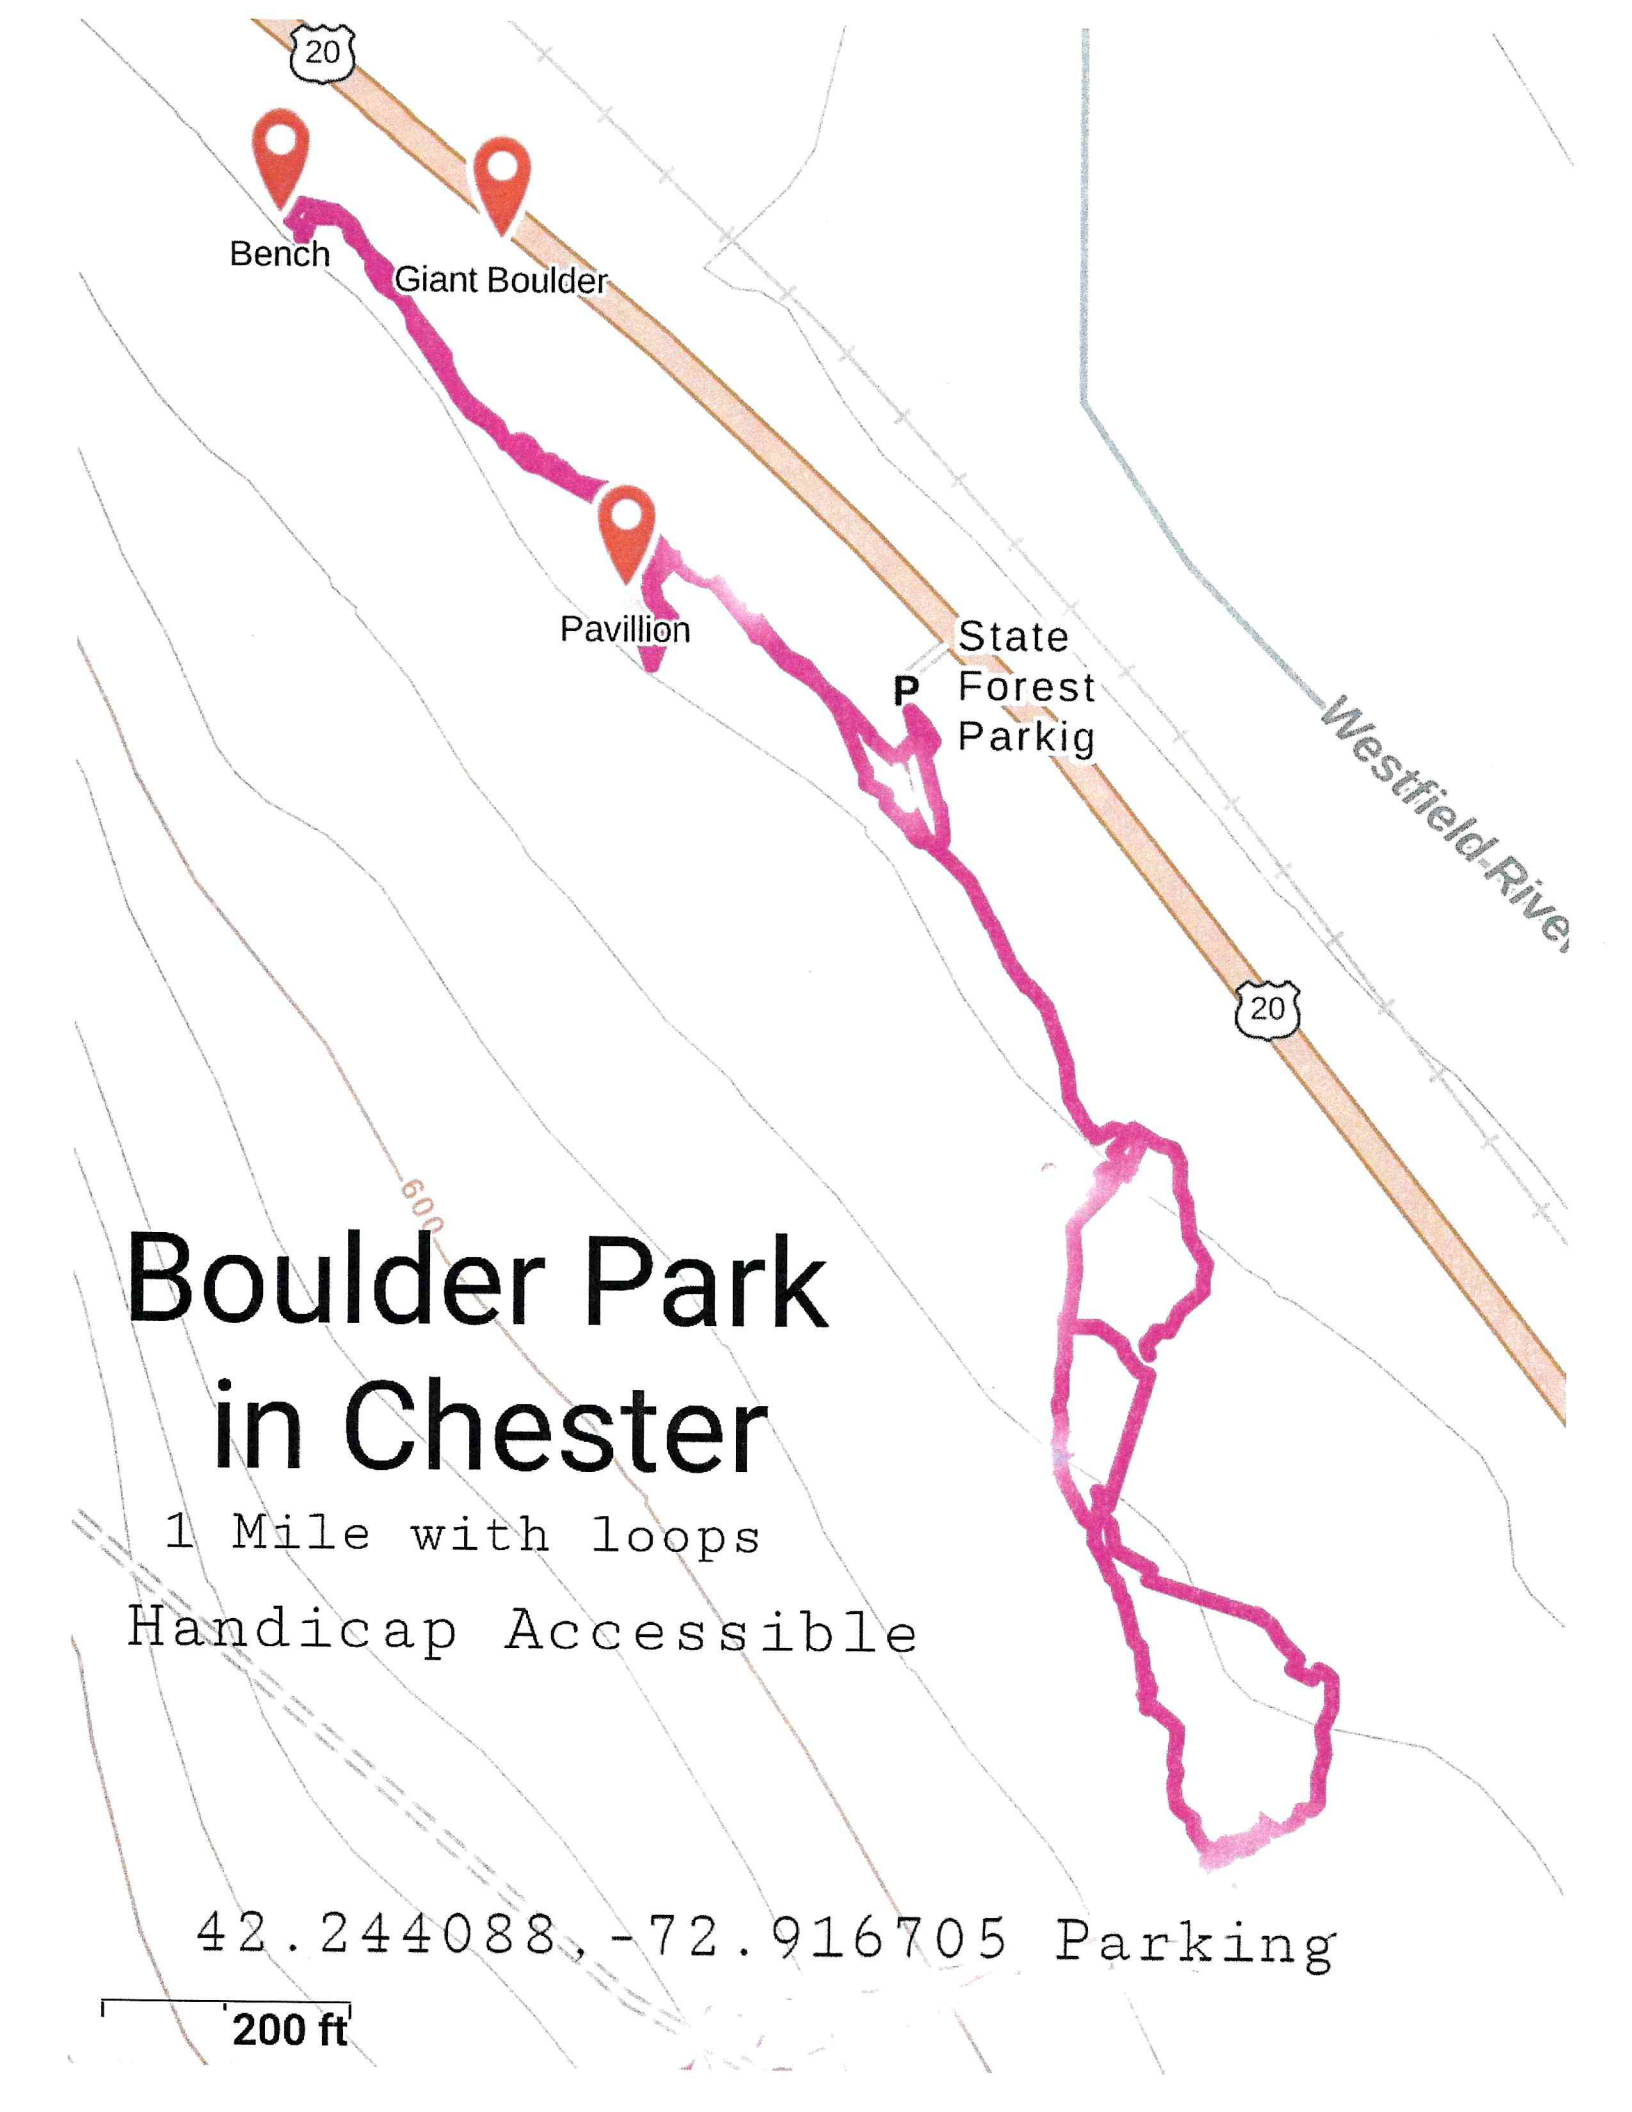 20
Bench
Giant Boulder
Pavillion
State
P Forest
Parkig
Westfield River
20
600
Boulder Park
in Chester
1 Mile with loops
Handicap Accessible
42.244088,-72.916705 Parking
200 ft